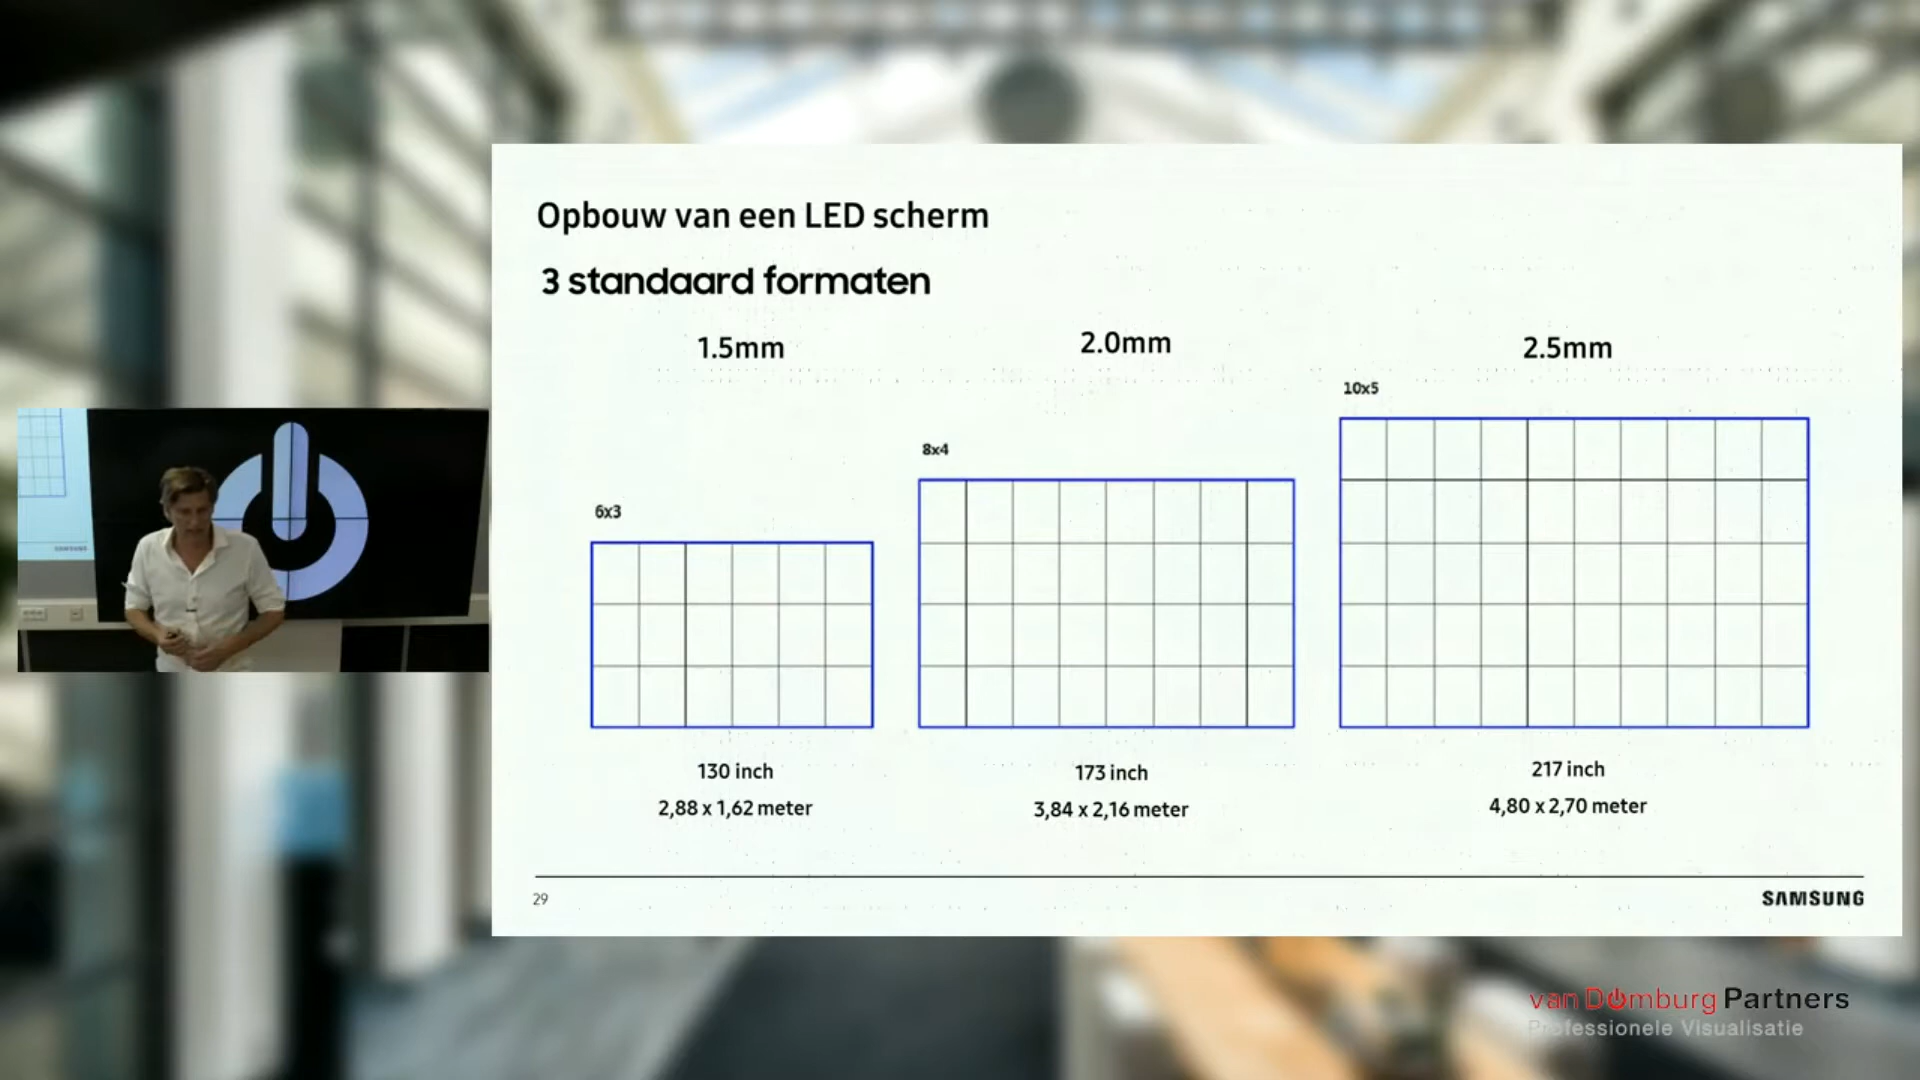 Opbouw van een LED scherm
3 standaard formaten
1.5mm
2.0mm
2.5mm
10x5
8x4
6x3
130 inch
2,88 x 1,62 meter
173 inch
3,84 x 2,16 meter
217 inch
4,80 x 2,70 meter
29
SAMSUNG
SAMSUNG
van Domburg Partners
Professionele Visualisatie